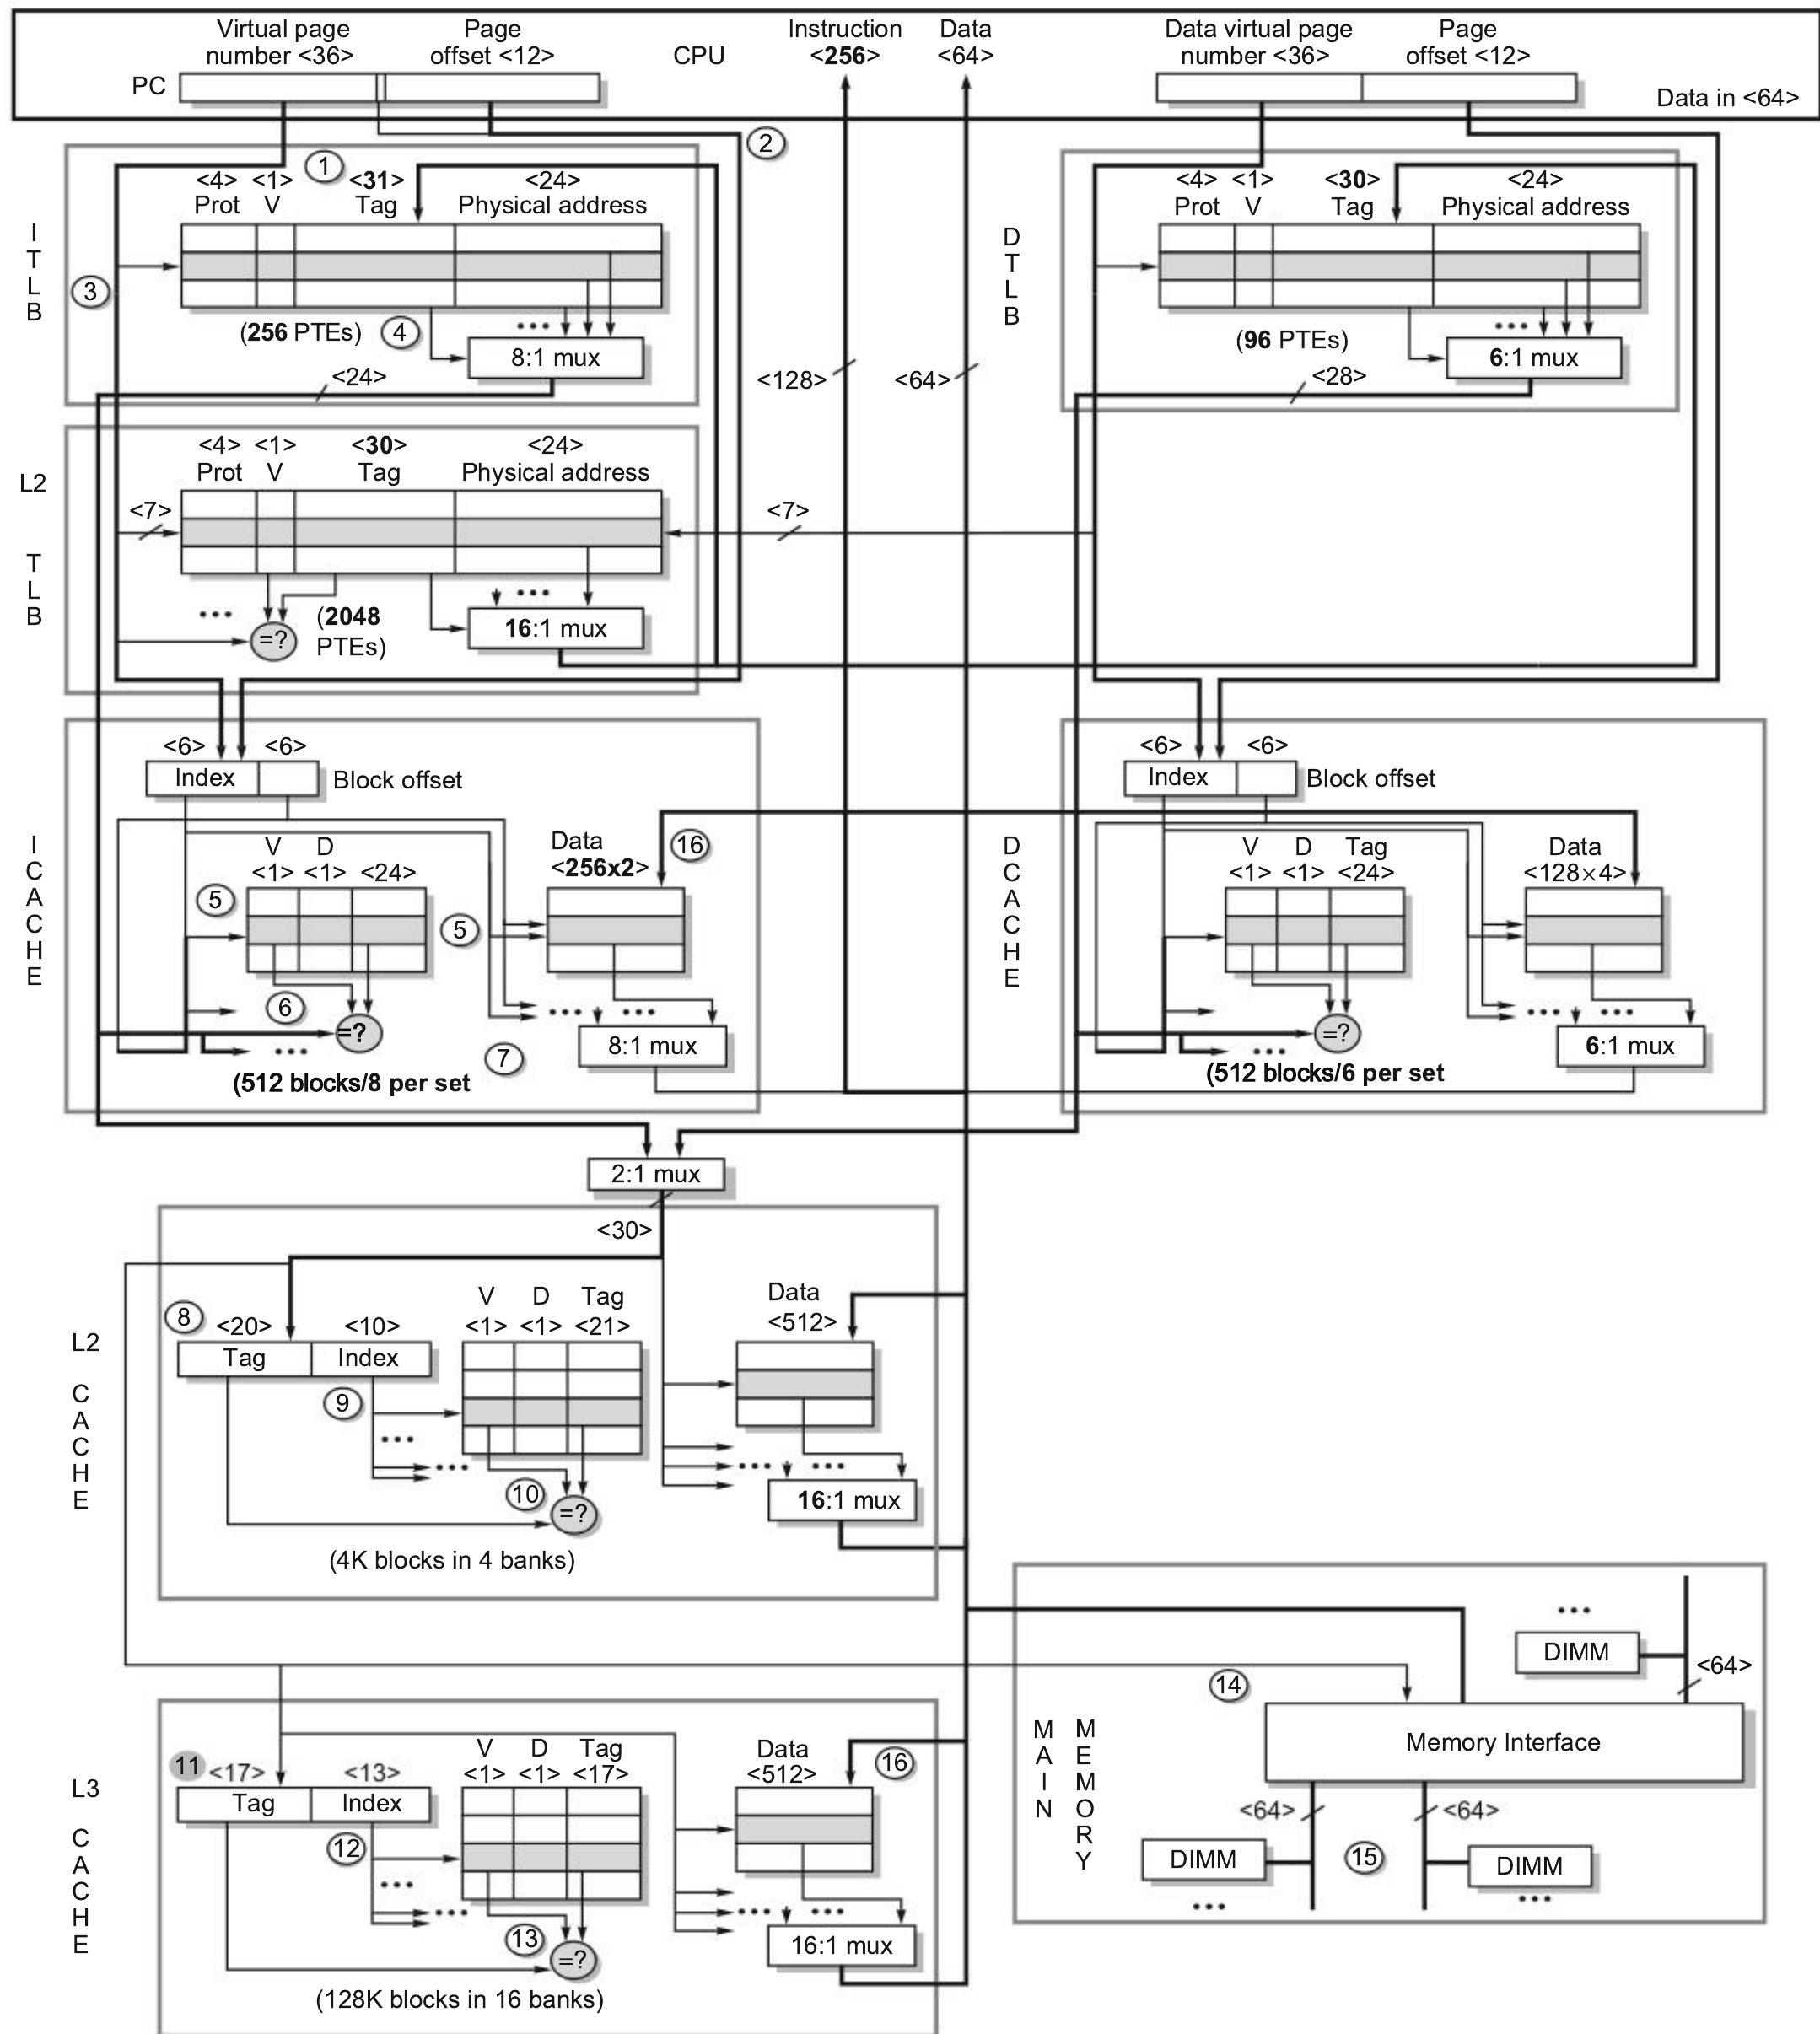 Virtual page
number <36>
Page
offset <12>
CPU
Instruction
<256>
Data
<64>
Data virtual page
number <36>
Page
offset <12>
PC
Data in <64>
1
2
<4> <1> <31> <24>
Prot V Tag Physical address
I
T
L
B
3
(256 PTEs)
4
8:1 mux
<24>
<4> <1> <30> <24>
Prot V Tag Physical address
D
T
L
B
(96 PTEs)
6:1 mux
<28>
<128>
<64>
L2
T
L
B
<4> <1> <30> <24>
Prot V Tag Physical address
<7>
<7>
=?
(2048
PTEs)
16:1 mux
I
C
A
C
H
E
<6> <6>
Index
Block offset
V D
<1> <1> <24>
Data
<256x2>
16
5
5
6
=?
7
8:1 mux
(512 blocks/8 per set
D
C
A
C
H
E
<6> <6>
Index
Block offset
V D Tag
<1> <1> <24>
Data
<128×4>
=?
6:1 mux
(512 blocks/6 per set
2:1 mux
<30>
L2
C
A
C
H
E
8
<20> <10>
Tag Index
V D Tag
<1> <1> <21>
Data
<512>
9
10
=?
16:1 mux
(4K blocks in 4 banks)
L3
C
A
C
H
E
11
<17> <13>
Tag Index
V D Tag
<1> <1> <17>
Data
<512>
16
12
13
=?
16:1 mux
(128K blocks in 16 banks)
M
A
I
N
M
E
M
O
R
Y
DIMM
<64>
14
Memory Interface
<64>
<64>
DIMM
15
DIMM